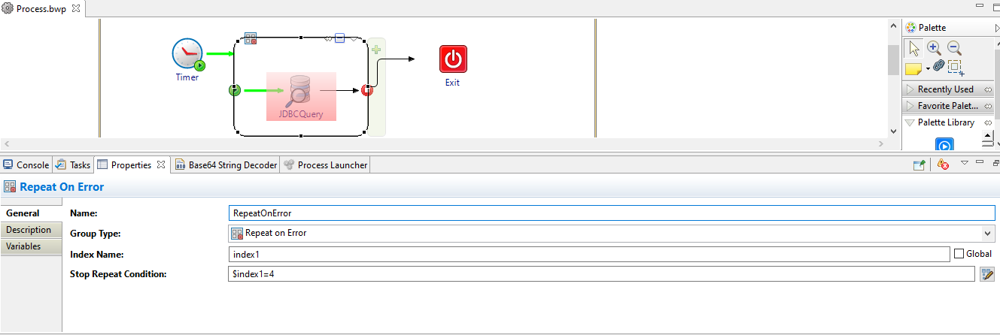 Process.bwp
Timer
JDBCQuery
Exit
Palette
Recently Used
Favorite Palet...
Palette Library
Console
Tasks
Properties
Base64 String Decoder
Process Launcher
Repeat On Error
General
Description
Variables
Name:
RepeatOnError
Group Type:
Repeat on Error
Index Name:
index1
Global
Stop Repeat Condition:
$index1=4